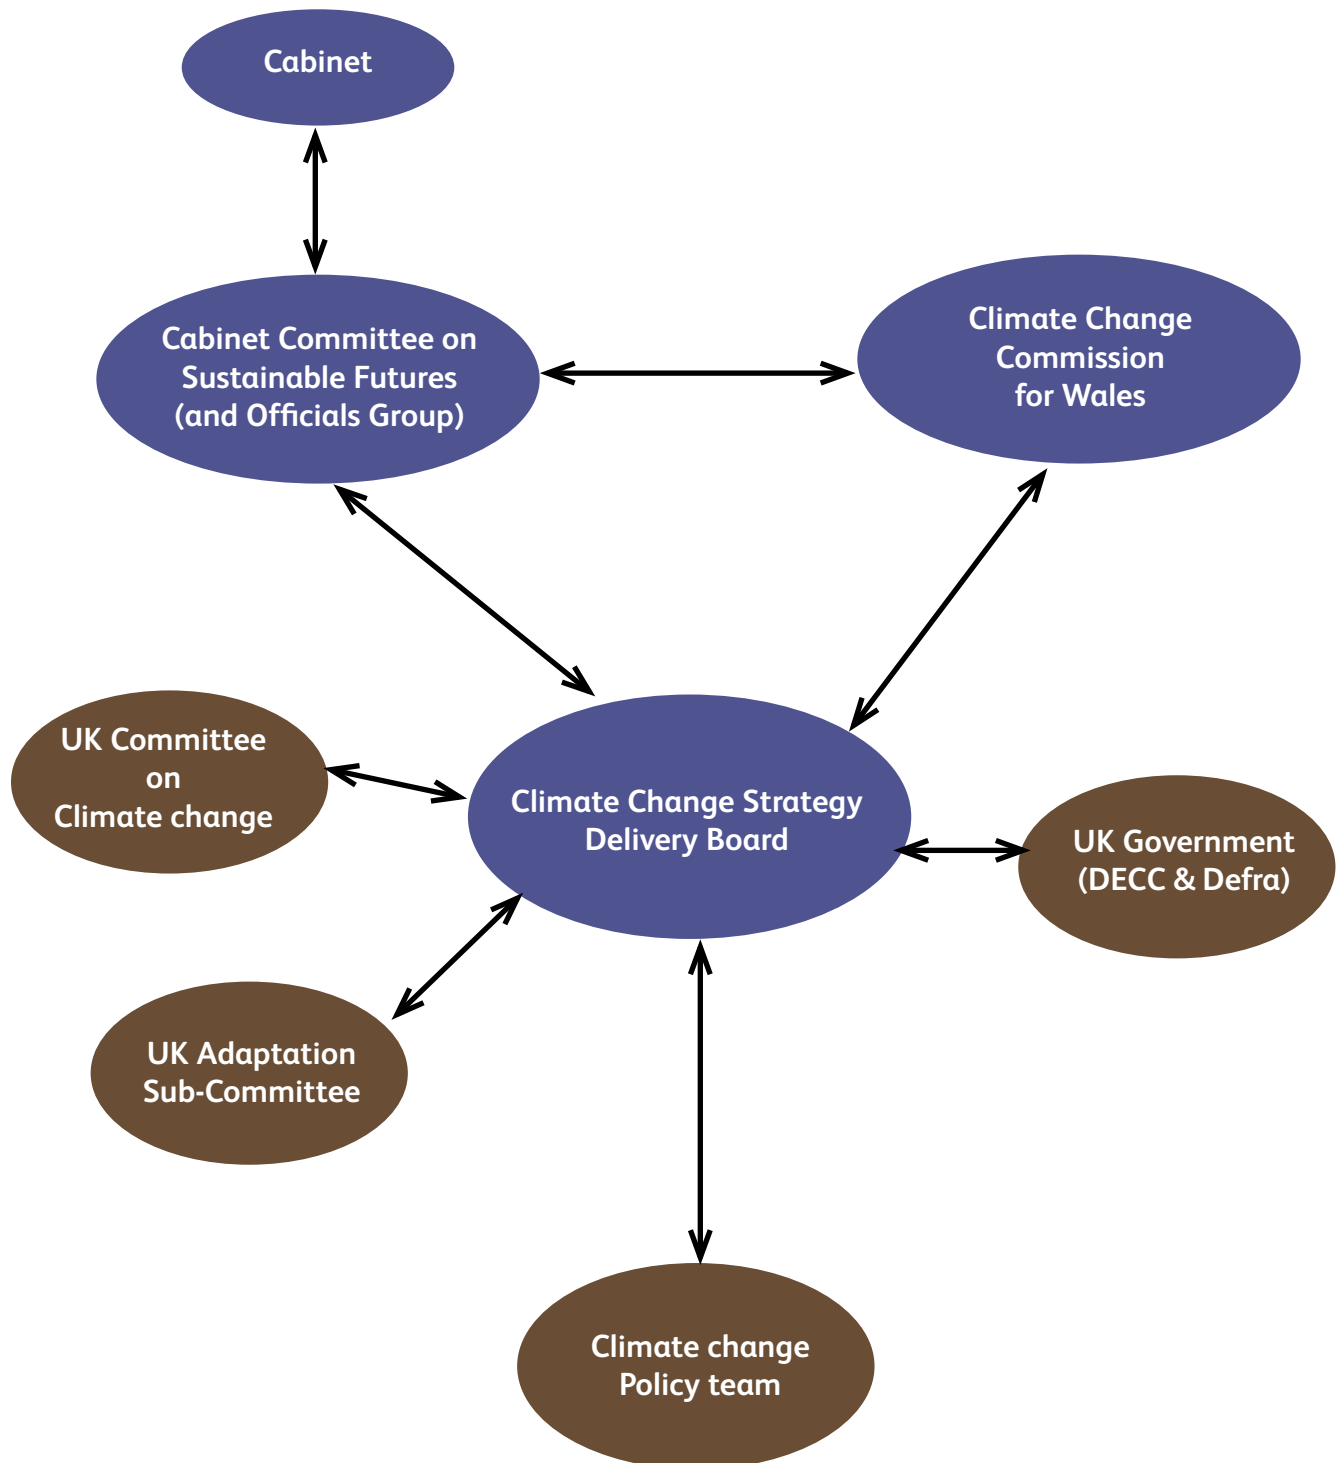 Cabinet
Cabinet Committee on
Sustainable Futures
(and Officials Group)
Climate Change
Commission
for Wales
UK Committee
on
Climate change
Climate Change Strategy
Delivery Board
UK Government
(DECC & Defra)
UK Adaptation
Sub-Committee
Climate change
Policy team